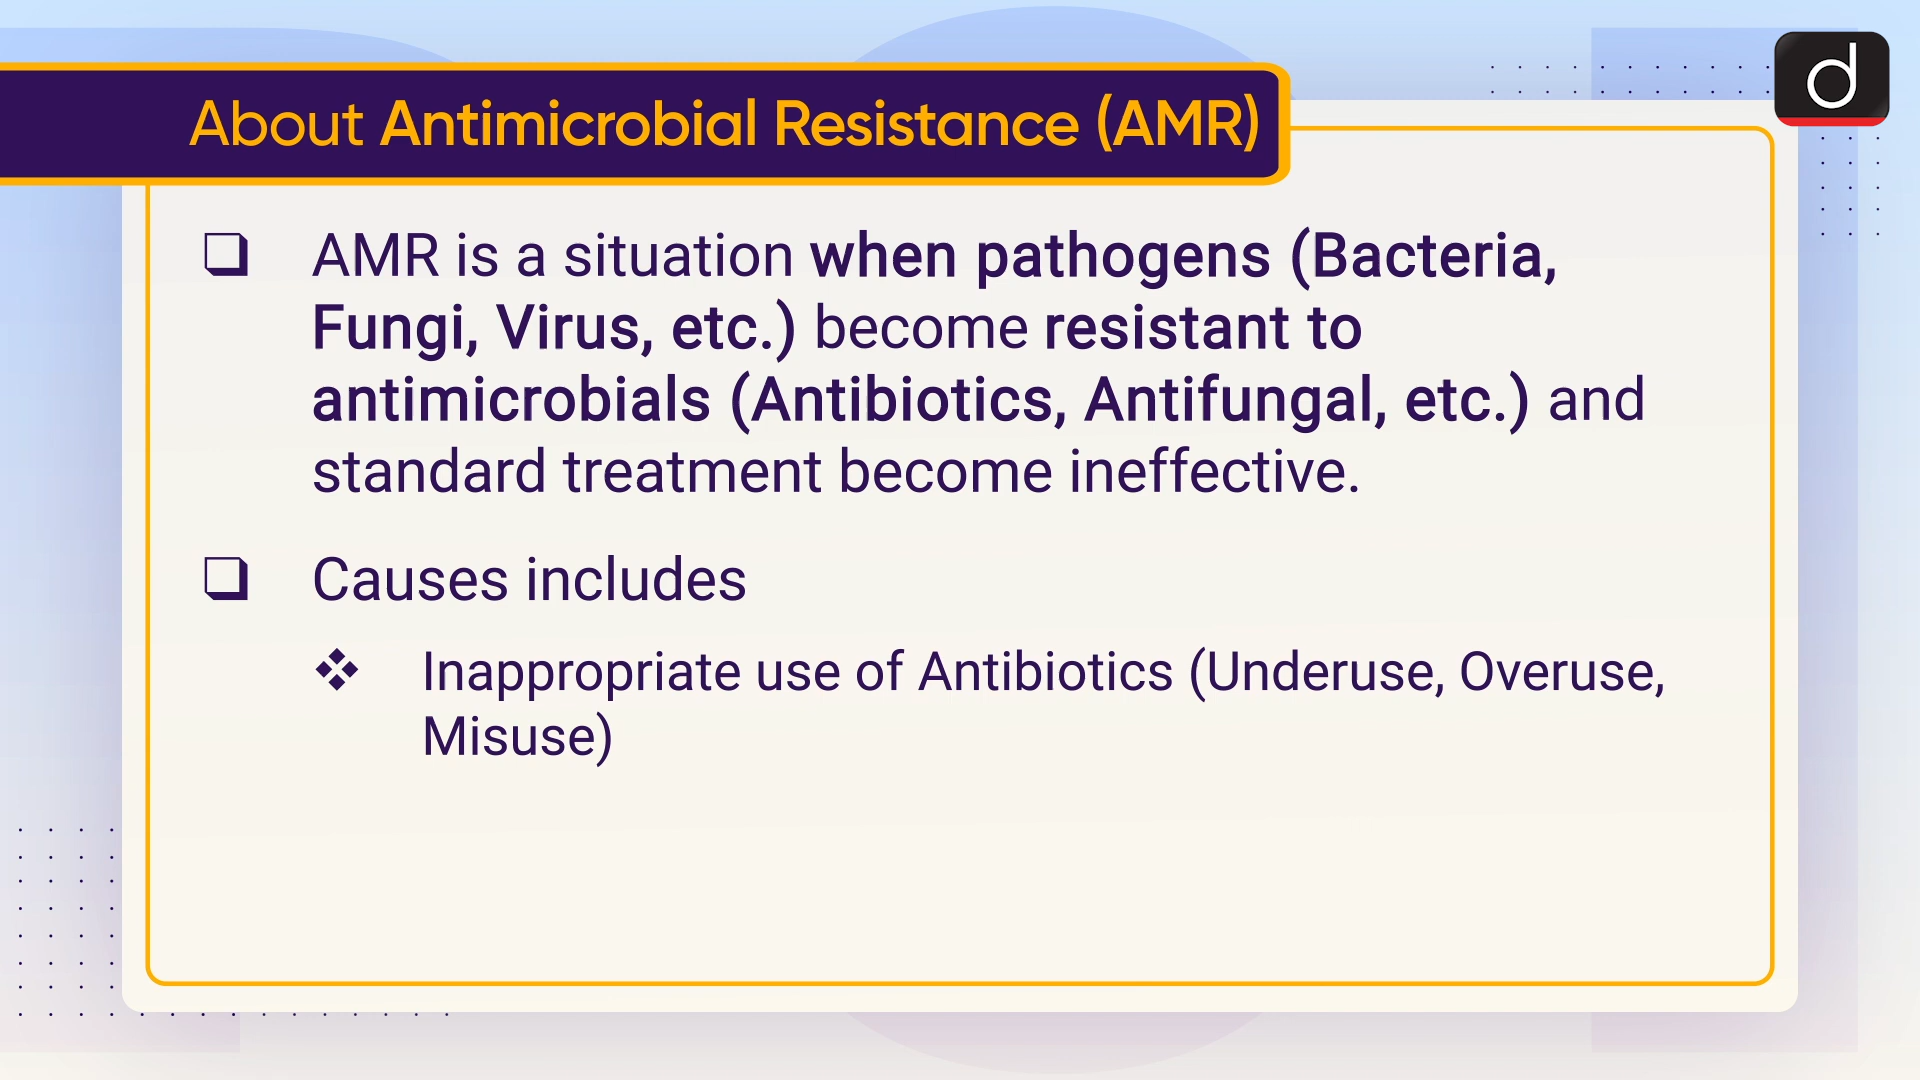 d
About Antimicrobial Resistance (AMR)
❑ AMR is a situation when pathogens (Bacteria,
Fungi, Virus, etc.) become resistant to
antimicrobials (Antibiotics, Antifungal, etc.) and
standard treatment become ineffective.
❑ Causes includes
❖ Inappropriate use of Antibiotics (Underuse, Overuse,
Misuse)